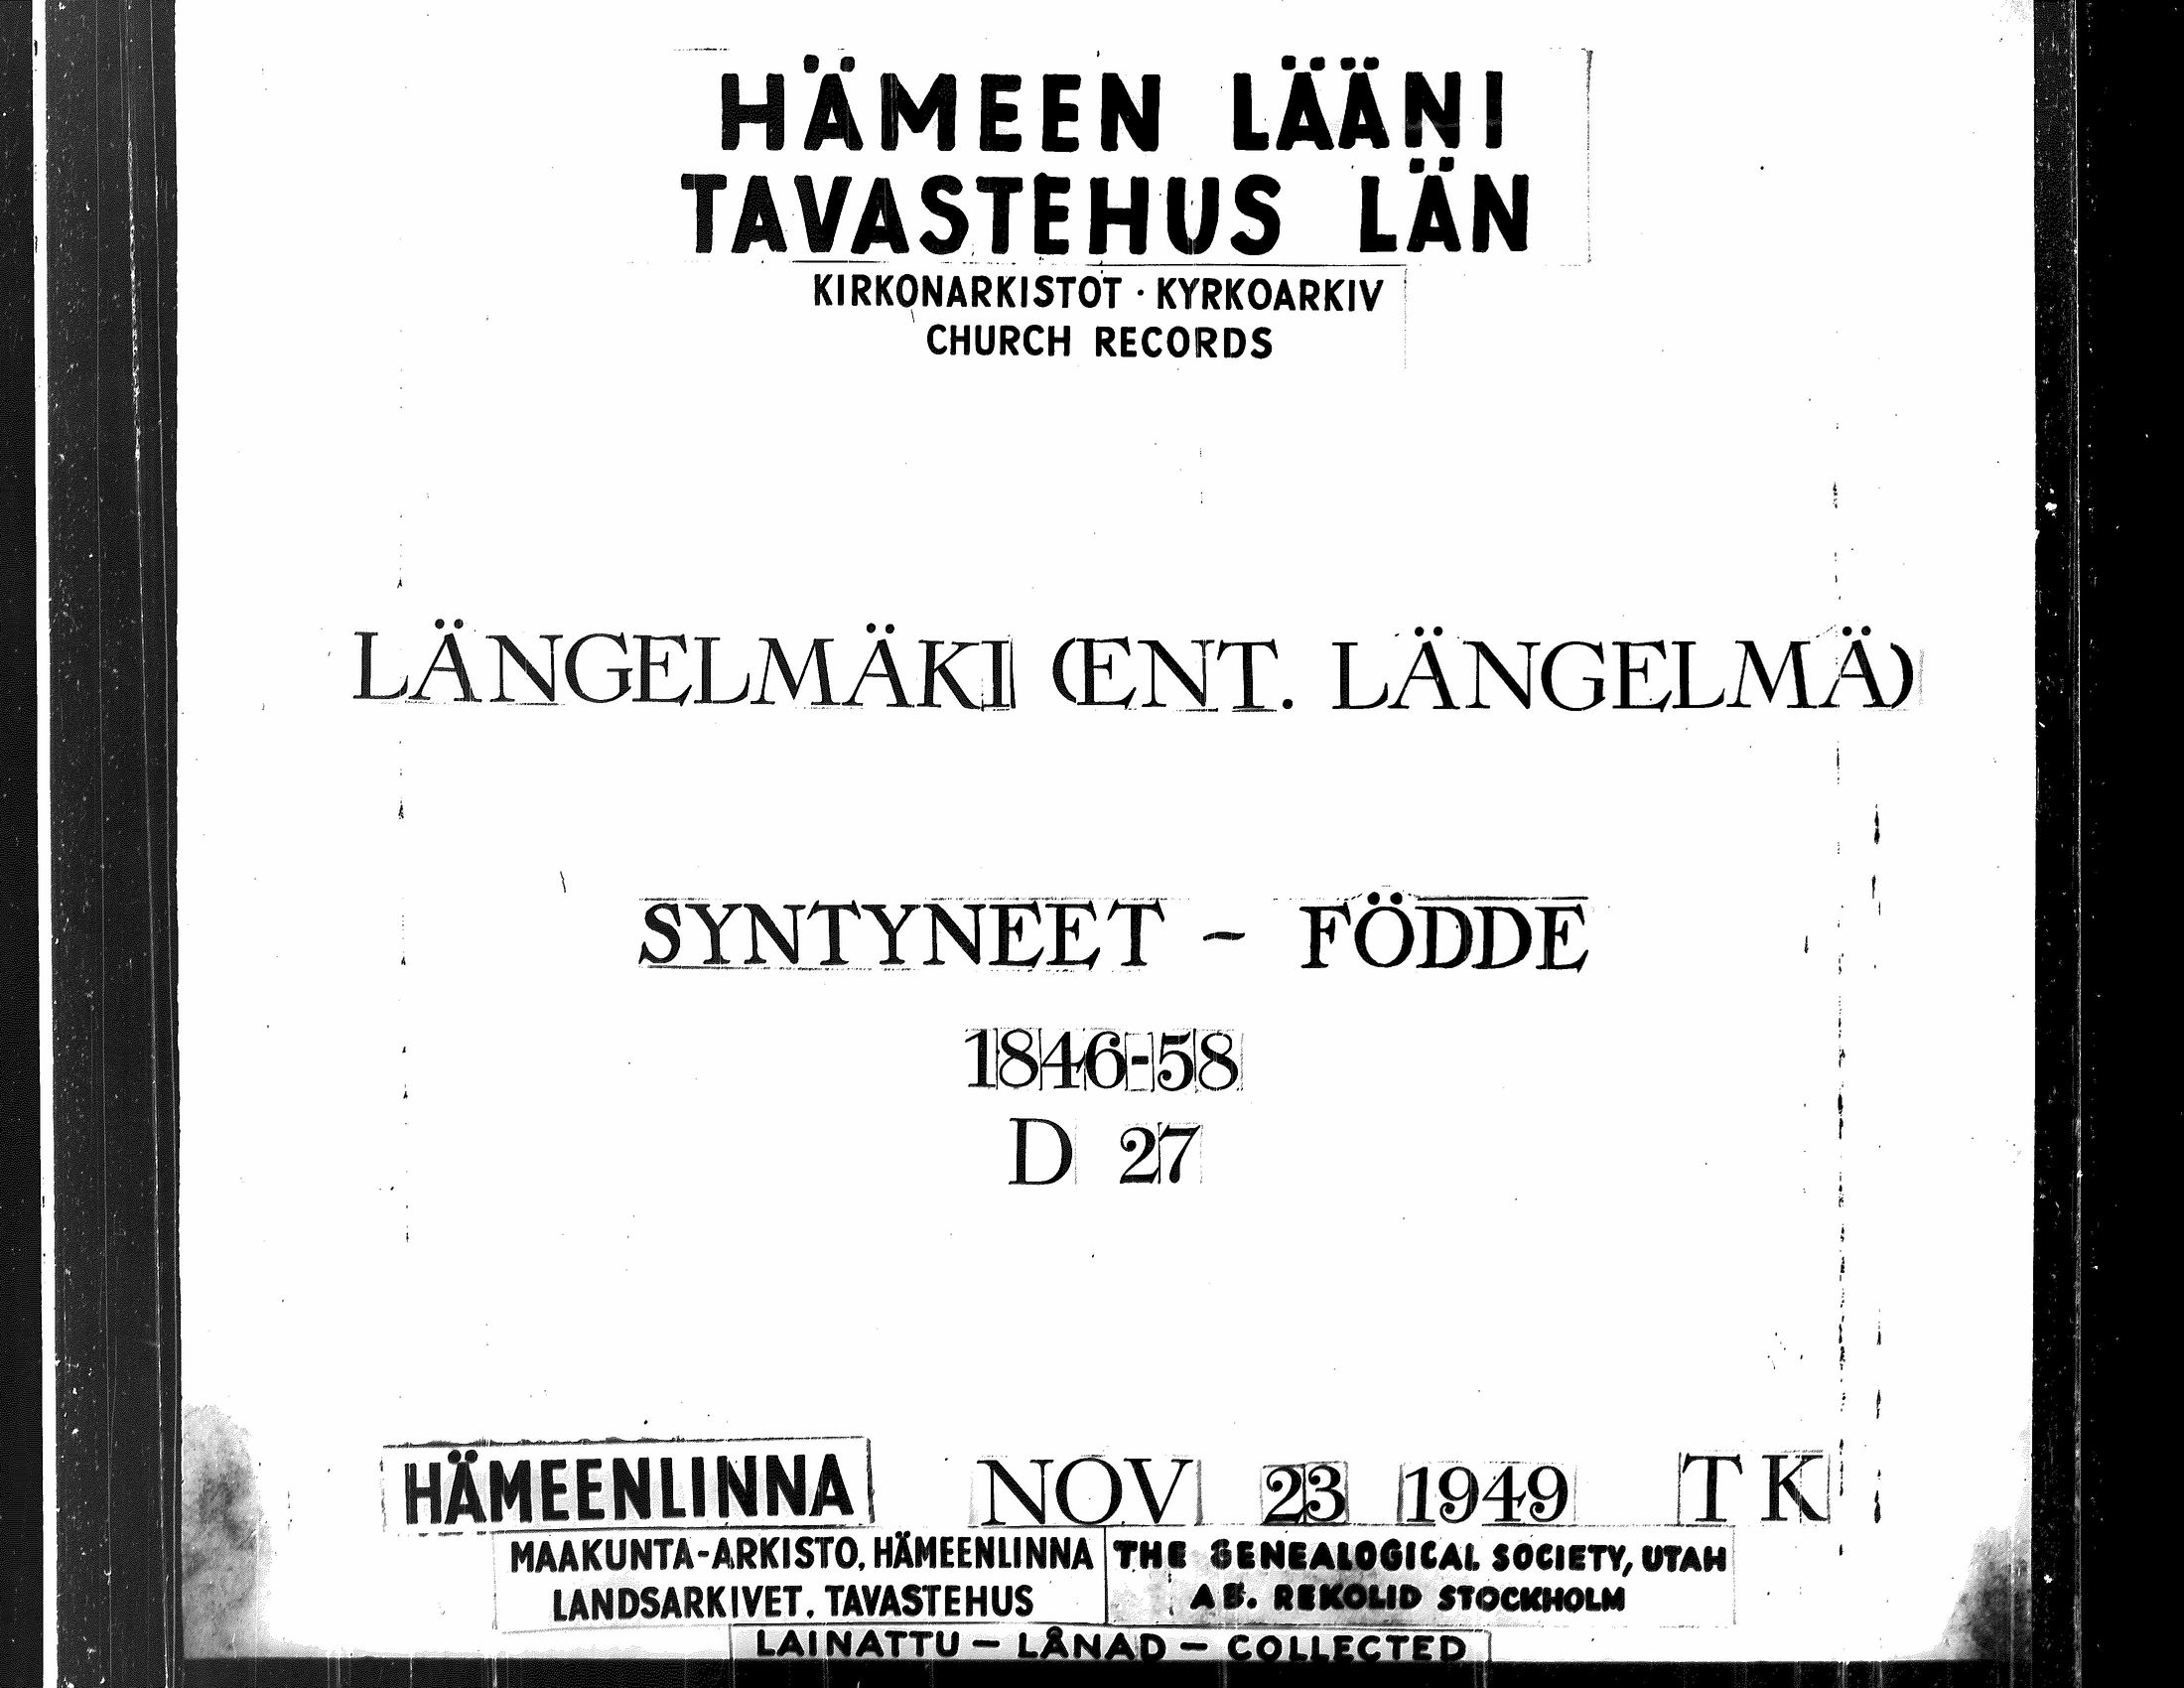 HÄMEEN LÄÄNI
TAVASTEHUS LÄN
KIRKONARKISTOT · KYRKOARKIV
CHURCH RECORDS
LÄNGELMÄKI (ENT. LÄNGELMÄ)
SYNTYNEET - FÖDDE
1846-58
D 27
HÄMEENLINNA NOV 23 1949 T K
MAAKUNTA-ARKISTO, HÄMEENLINNA THE GENEALOGICAL SOCIETY, UTAH
LANDSARKIVET, TAVASTEHUS AB. REKOLID STOCKHOLM
LAINATTU - LÅNAD - COLLECTED